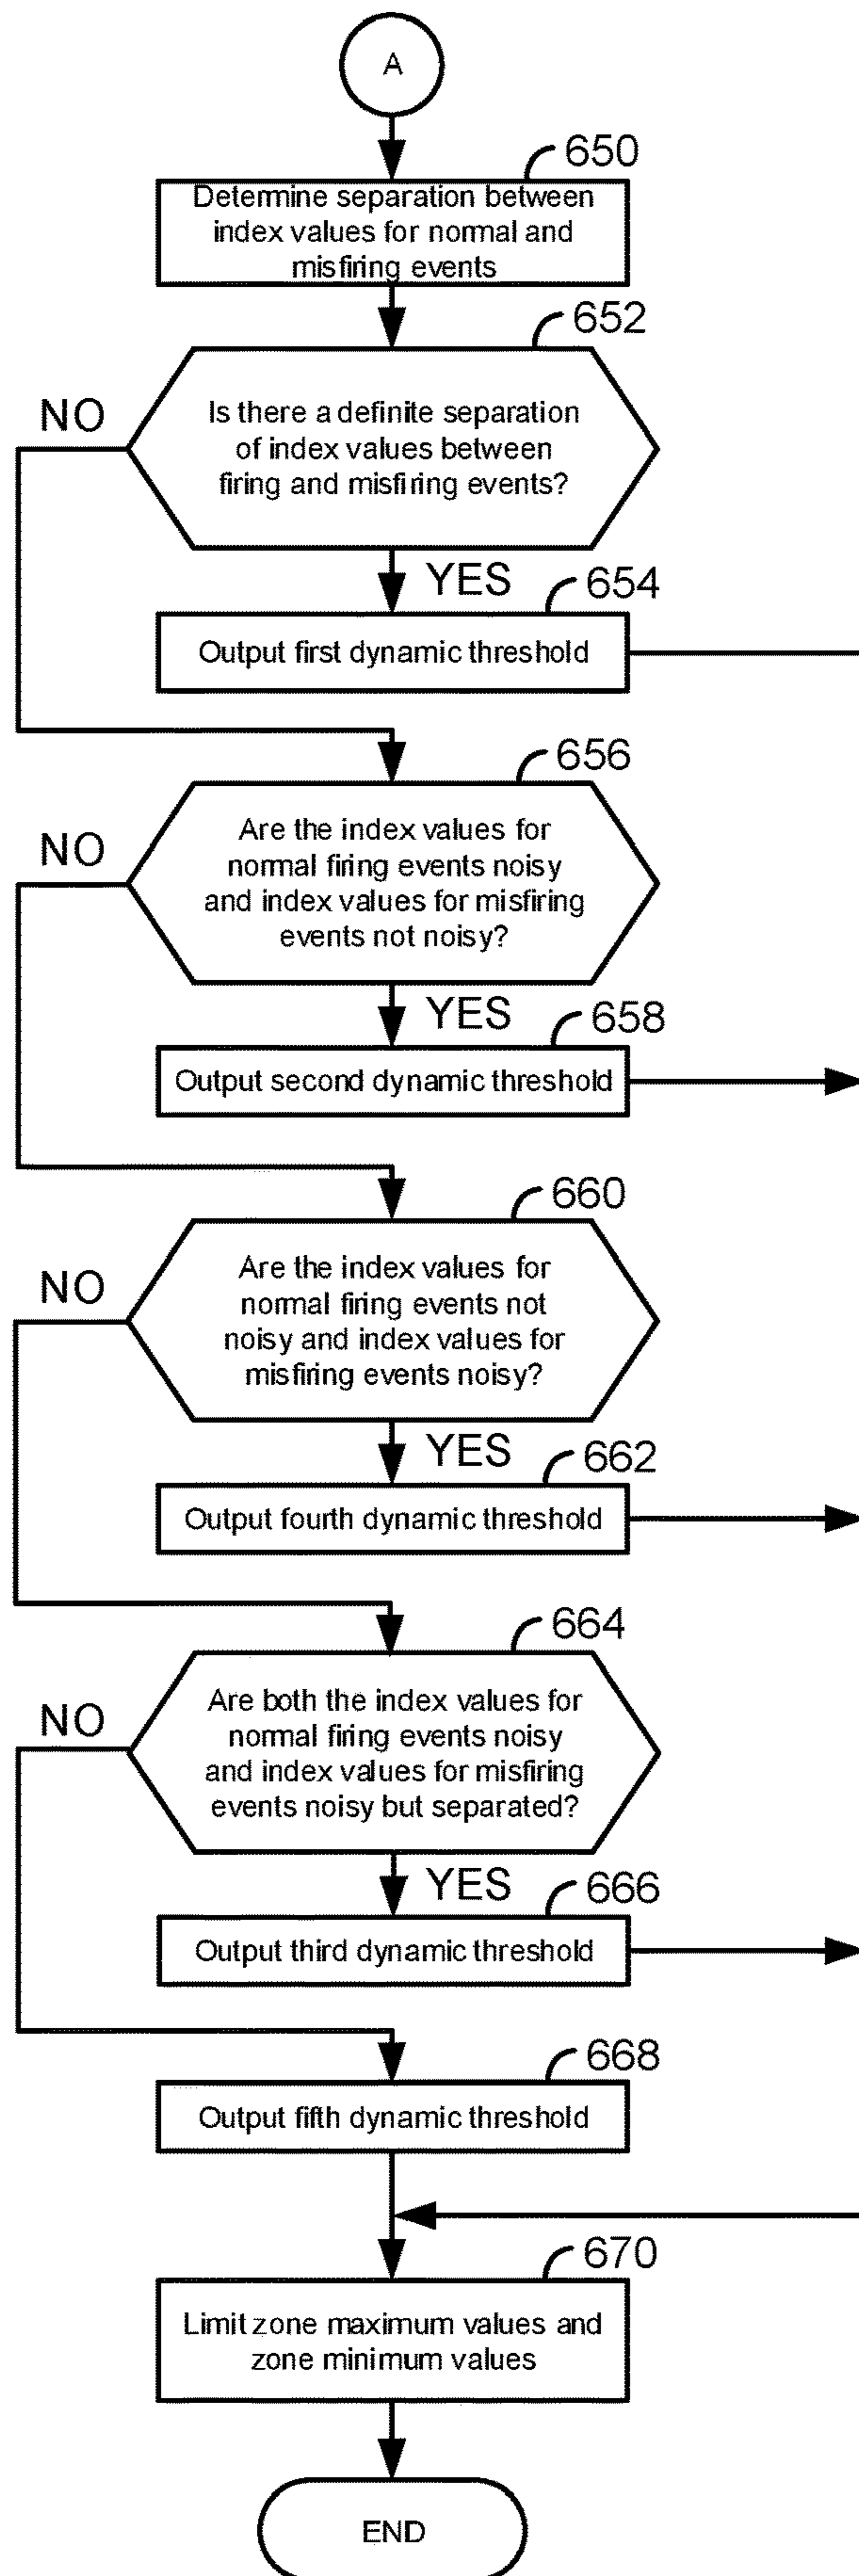 A
650
Determine separation between
index values for normal and
misfiring events
652
NO
Is there a definite separation
of index values between
firing and misfiring events?
YES
654
Output first dynamic threshold
656
NO
Are the index values for
normal firing events noisy
and index values for misfiring
events not noisy?
YES
658
Output second dynamic threshold
660
NO
Are the index values for
normal firing events not
noisy and index values for
misfiring events noisy?
YES
662
Output fourth dynamic threshold
664
NO
Are both the index values for
normal firing events noisy
and index values for misfiring
events noisy but separated?
YES
666
Output third dynamic threshold
668
Output fifth dynamic threshold
670
Limit zone maximum values and
zone minimum values
END